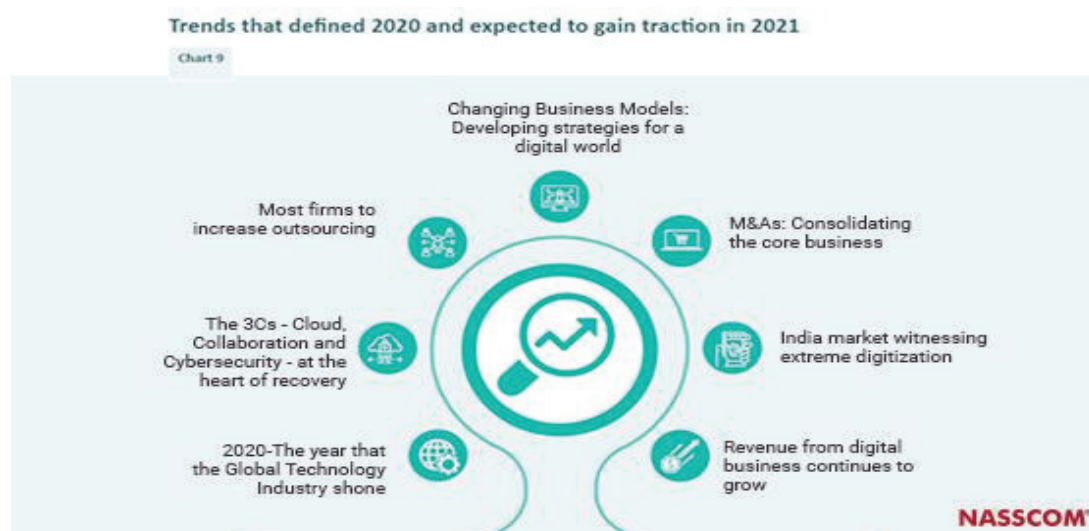 Trends that defined 2020 and expected to gain traction in 2021
Chart 9
Changing Business Models:
Developing strategies for a
digital world
Most firms to
increase outsourcing
M&As: Consolidating
the core business
The 3Cs - Cloud,
Collaboration and
Cybersecurity - at the
heart of recovery
India market witnessing
extreme digitization
2020-The year that
the Global Technology
Industry shone
Revenue from digital
business continues to
grow
NASSCOM